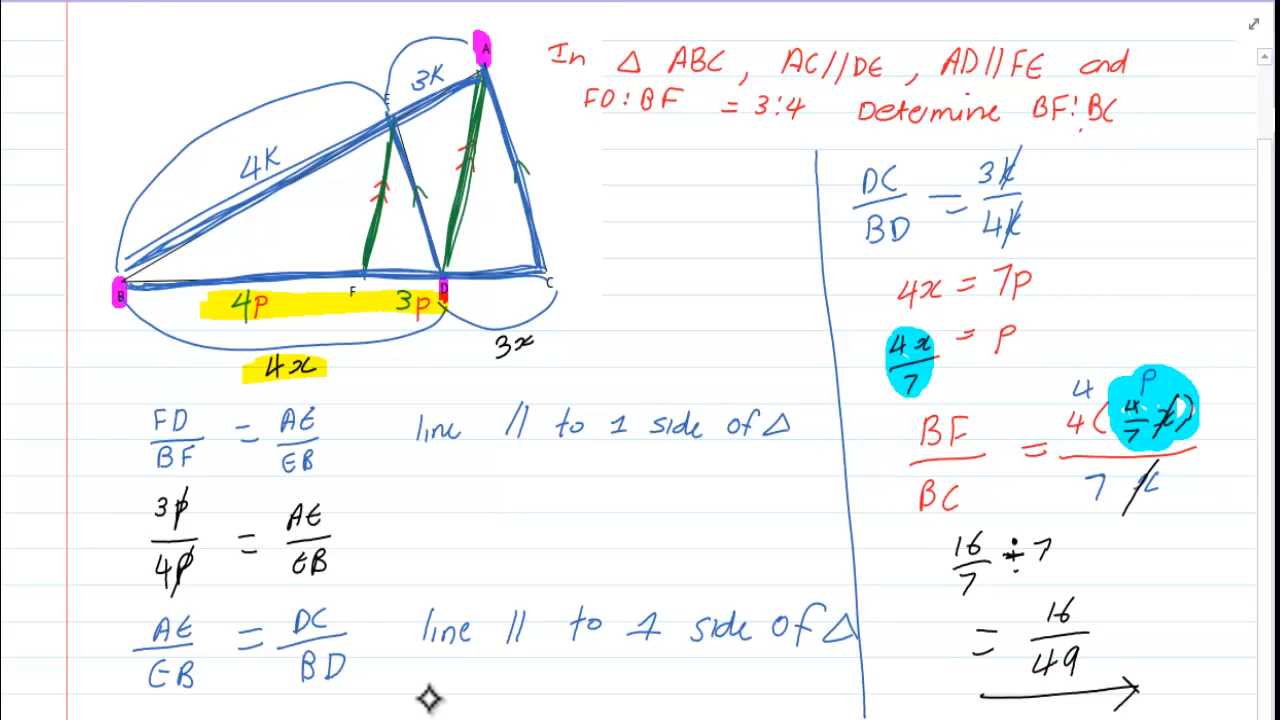 In △ ABC, AC//DE, AD//FE and
FD:BF = 3:4 Determine BF:BC
A
3K
E
4K
B
F
D
C
4p
3p
4x
3x
FD/BF = AE/EB line // to 1 side of △
3p/4p = AE/EB
AE/EB = DC/BD line // to 1 side of △
DC/BD = 3k/4k
4x = 7p
4x/7 = p
4 p
BF/BC = 4(4/7 x)/7x
16/7 ÷ 7
= 16/49